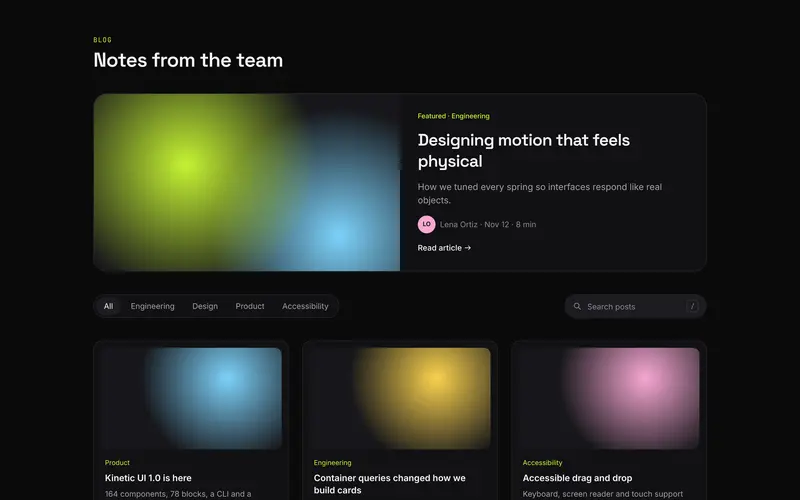 BLOG
Notes from the team
Featured · Engineering
Designing motion that feels
physical
How we tuned every spring so interfaces respond like real
objects.
LO Lena Ortiz · Nov 12 · 8 min
Read article →
All Engineering Design Product Accessibility
Search posts /
Product
Kinetic UI 1.0 is here
164 components, 78 blocks, a CLI and a
Engineering
Container queries changed how we
build cards
Accessibility
Accessible drag and drop
Keyboard, screen reader and touch support